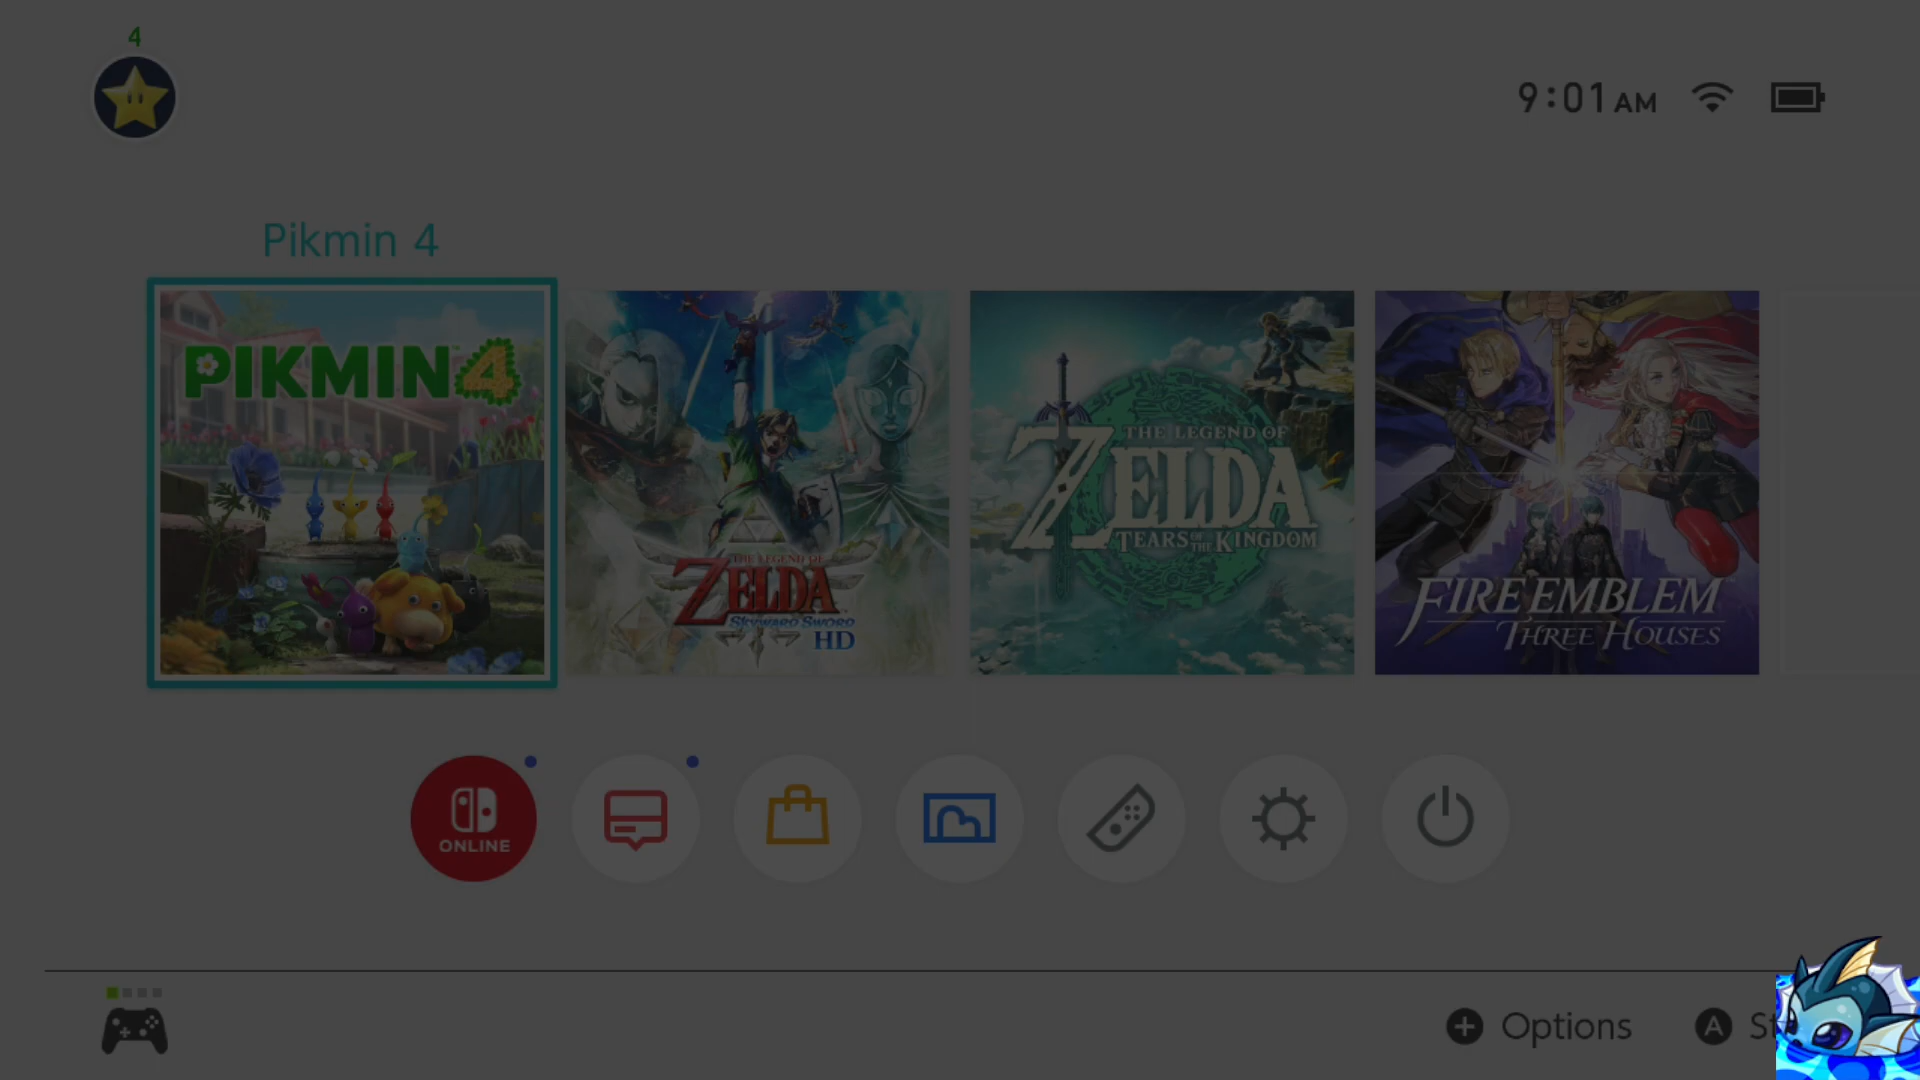 4
9:01 AM
Pikmin 4
PIKMIN 4
THE LEGEND OF
ZELDA
SKYWARD SWORD
HD
THE LEGEND OF
ZELDA
TEARS OF THE KINGDOM
FIRE EMBLEM
THREE HOUSES
ONLINE
+ Options
A St